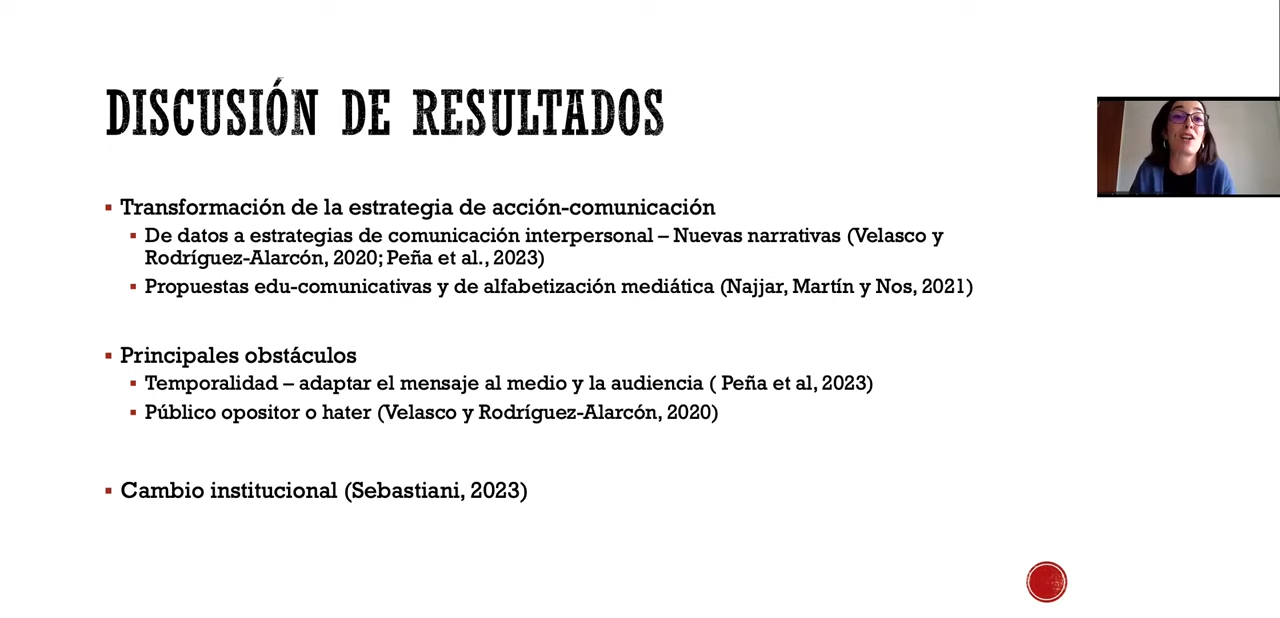 DISCUSIÓN DE RESULTADOS
▪ Transformación de la estrategia de acción-comunicación
▪ De datos a estrategias de comunicación interpersonal – Nuevas narrativas (Velasco y
Rodríguez-Alarcón, 2020; Peña et al., 2023)
▪ Propuestas edu-comunicativas y de alfabetización mediática (Najjar, Martín y Nos, 2021)
▪ Principales obstáculos
▪ Temporalidad – adaptar el mensaje al medio y la audiencia ( Peña et al, 2023)
▪ Público opositor o hater (Velasco y Rodríguez-Alarcón, 2020)
▪ Cambio institucional (Sebastiani, 2023)